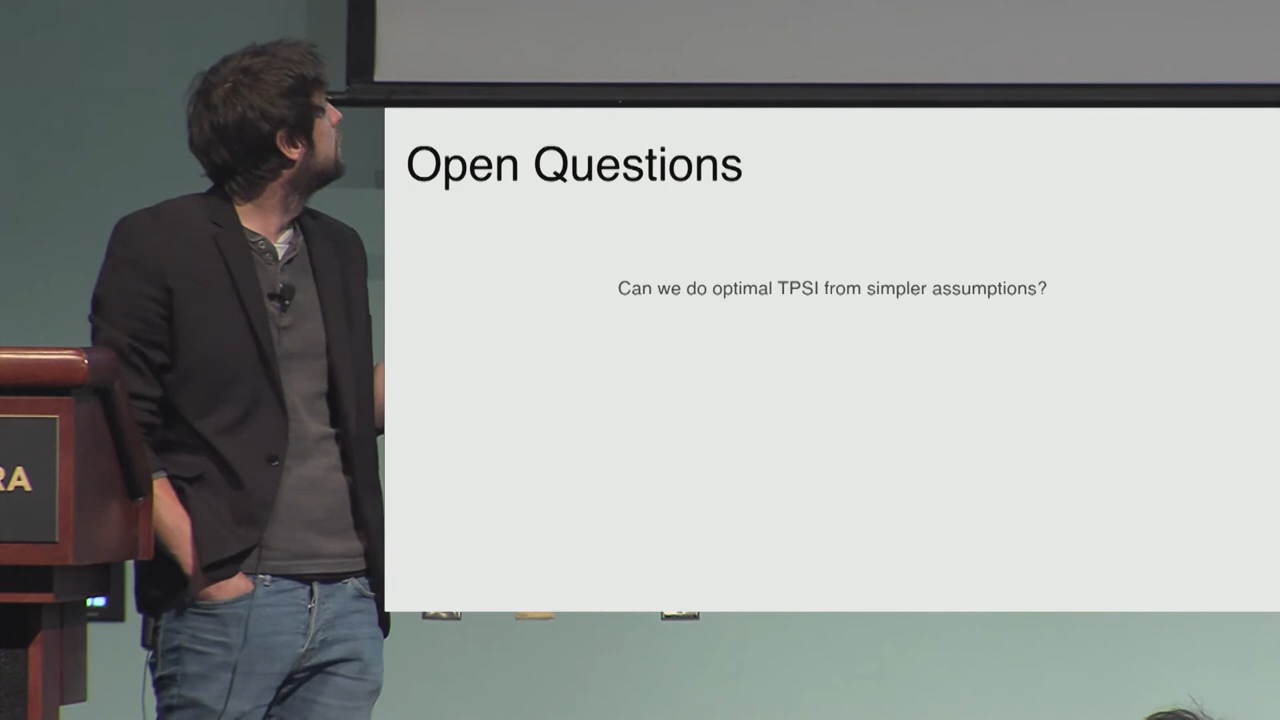 Open Questions
Can we do optimal TPSI from simpler assumptions?
RA